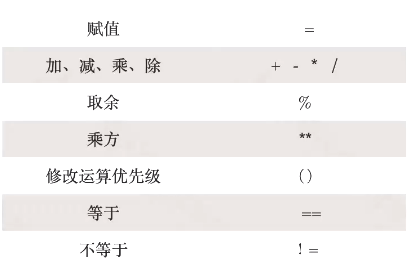 赋值 =
加、减、乘、除 + - * /
取余 %
乘方 **
修改运算优先级 ()
等于 ==
不等于 ! =